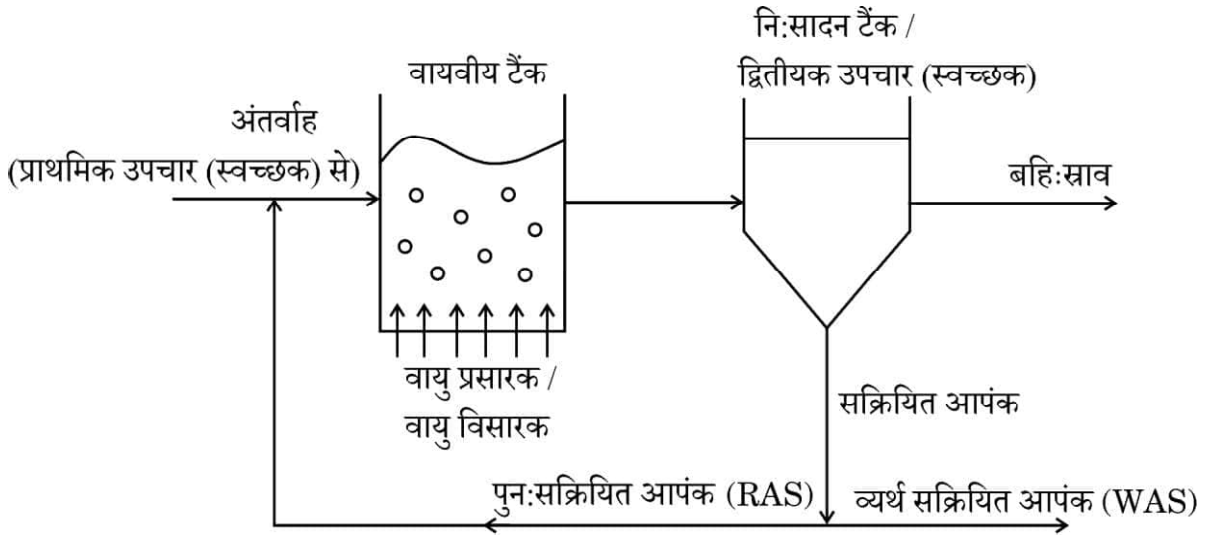 नि:सादन टैंक /
द्वितीयक उपचार (स्वच्छक)
वायवीय टैंक
अंतर्वाह
(प्राथमिक उपचार (स्वच्छक) से)
बहि:स्राव
वायु प्रसारक /
वायु विसारक
सक्रियित आपंक
पुन:सक्रियित आपंक (RAS)
व्यर्थ सक्रियित आपंक (WAS)